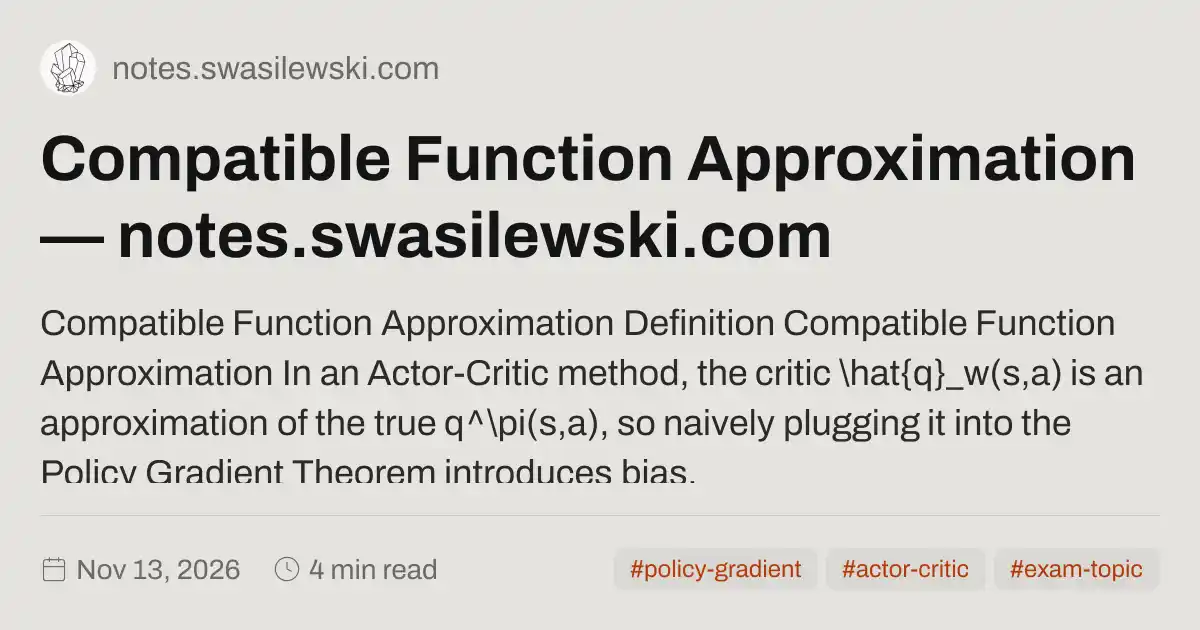 notes.swasilewski.com
Compatible Function Approximation
— notes.swasilewski.com
Compatible Function Approximation Definition Compatible Function
Approximation In an Actor-Critic method, the critic \hat{q}_w(s,a) is an
approximation of the true q^\pi(s,a), so naively plugging it into the
Policy Gradient Theorem introduces bias.
Nov 13, 2026
4 min read
#policy-gradient
#actor-critic
#exam-topic